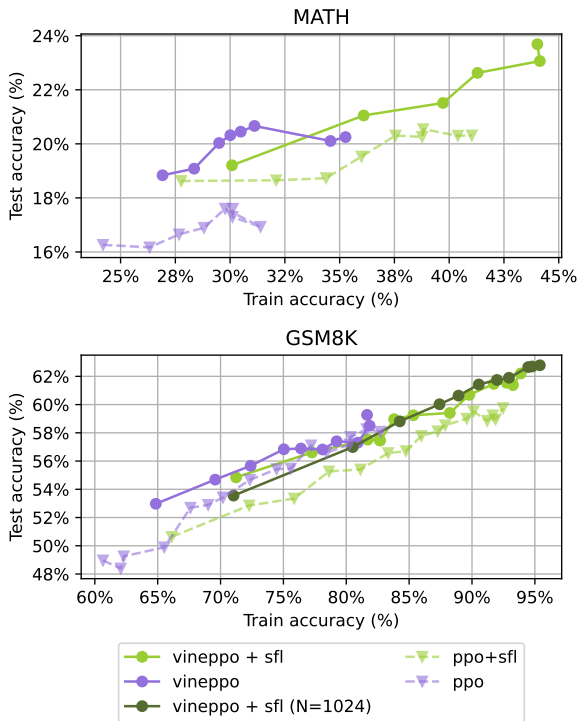 MATH
24%
22%
20%
18%
16%
Test accuracy (%)
25% 28% 30% 32% 35% 38% 40% 43% 45%
Train accuracy (%)
GSM8K
62%
60%
58%
56%
54%
52%
50%
48%
Test accuracy (%)
60% 65% 70% 75% 80% 85% 90% 95%
Train accuracy (%)
vineppo + sfl
vineppo
vineppo + sfl (N=1024)
ppo+sfl
ppo